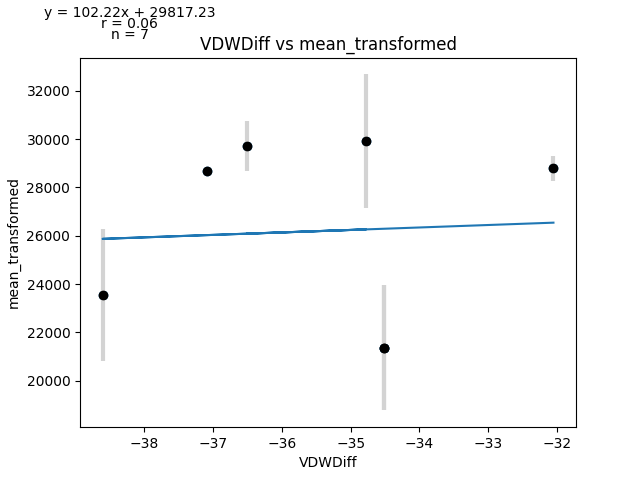 y = 102.22x + 29817.23
r = 0.06
n = 7
VDWDiff vs mean_transformed
mean_transformed
32000
30000
28000
26000
24000
22000
20000
−38
−37
−36
−35
−34
−33
−32
VDWDiff